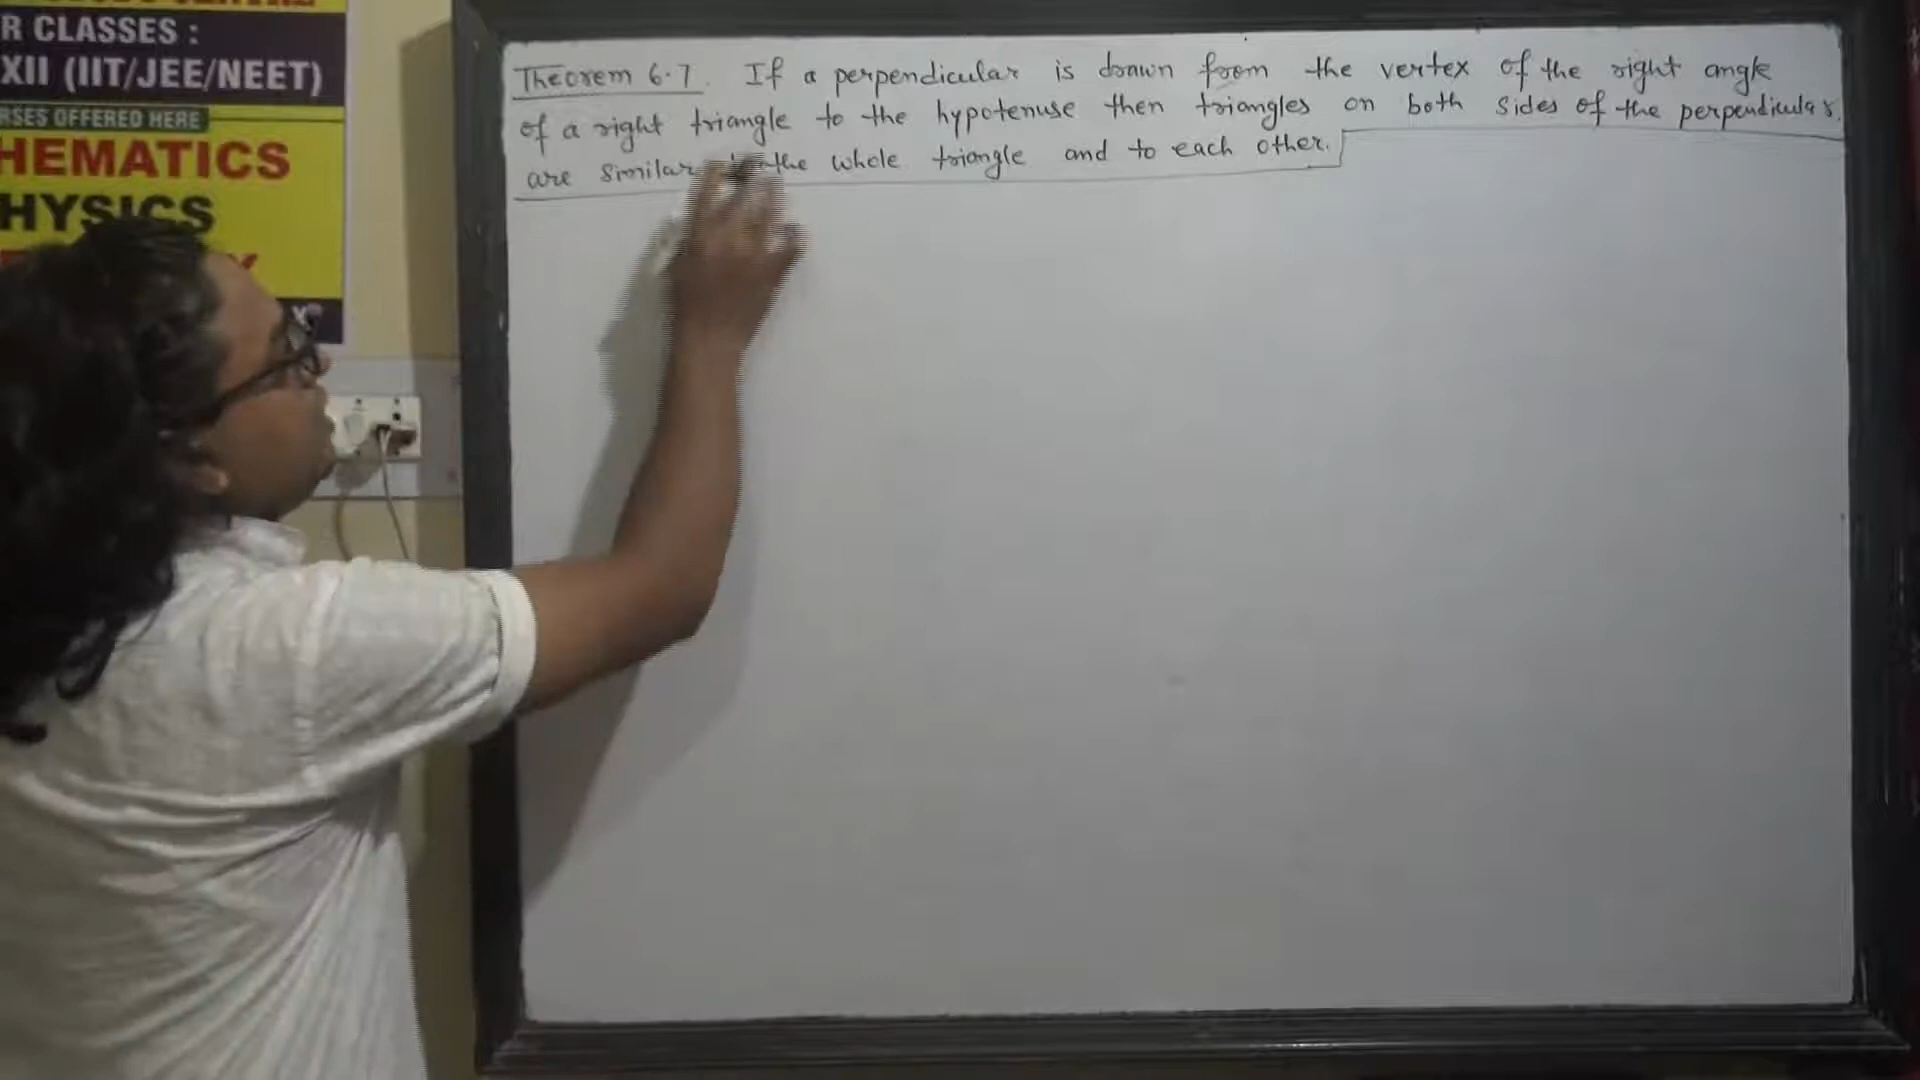 R CLASSES :
XII (IIT/JEE/NEET)
RSES OFFERED HERE
HEMATICS
HYSICS
Theorem 6.7. If a perpendicular is drawn from the vertex of the right angle
of a right triangle to the hypotenuse then triangles on both sides of the perpendicular
are similar to the whole triangle and to each other.